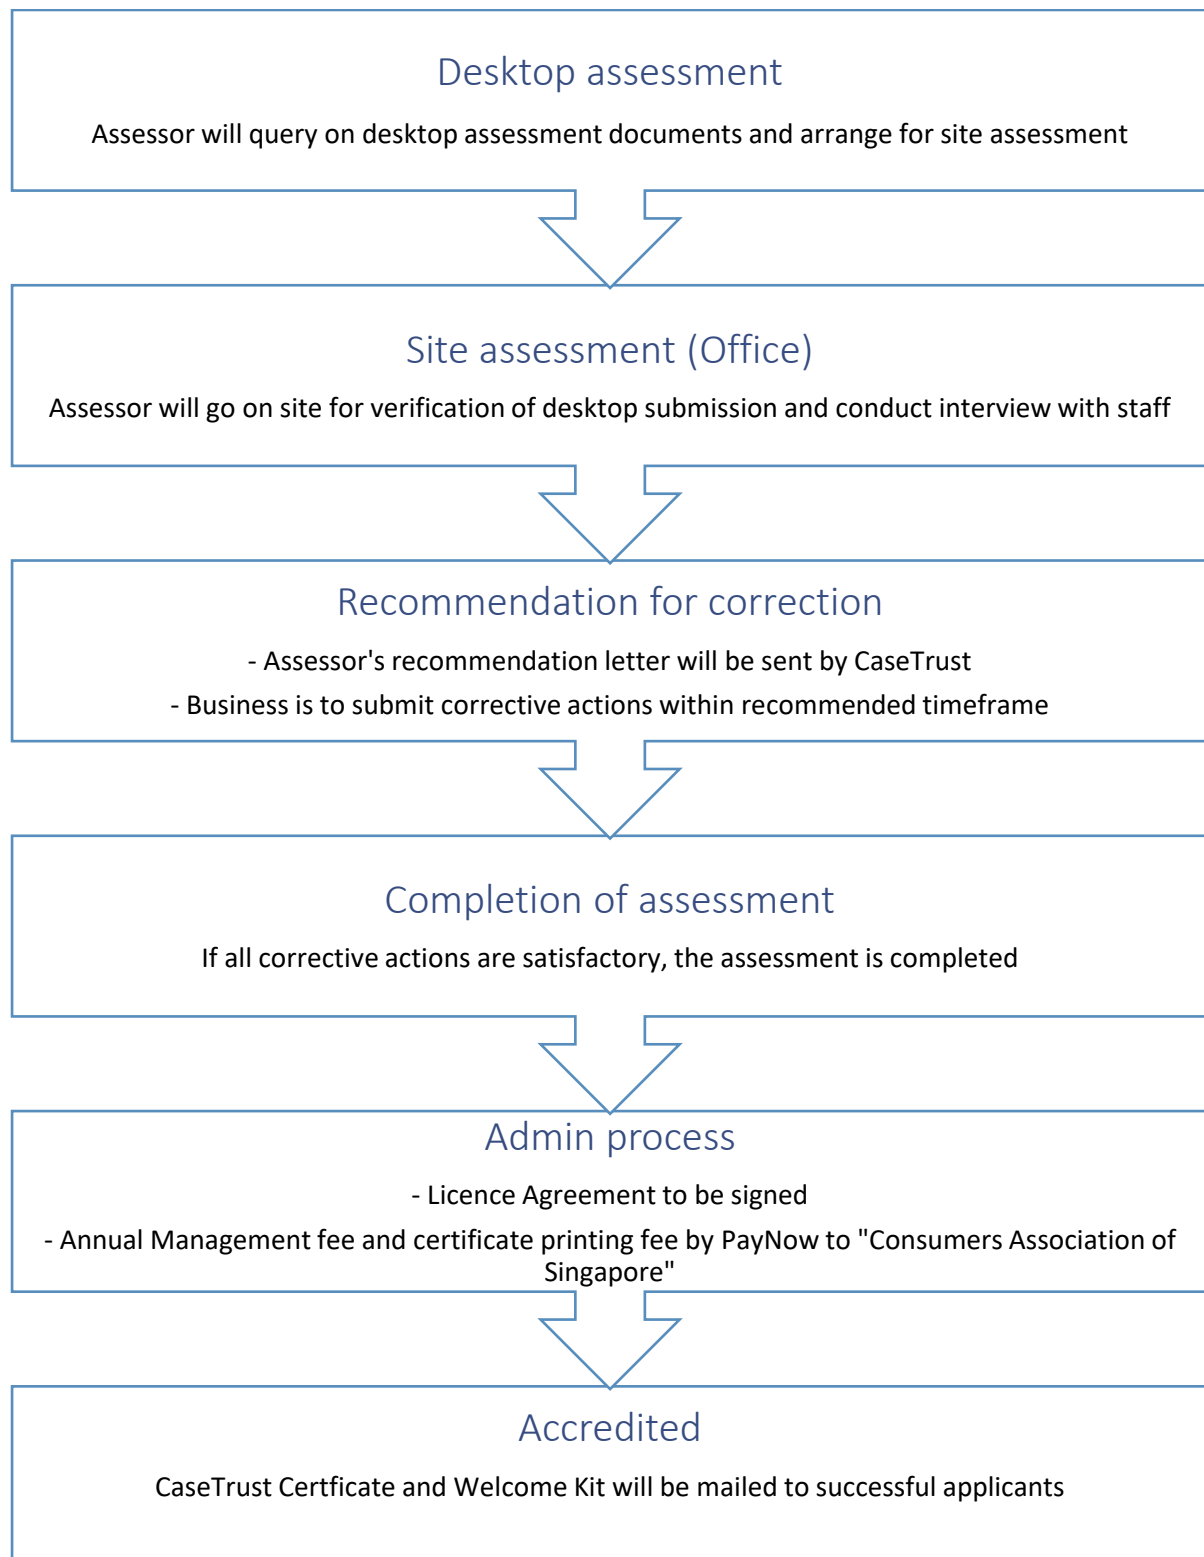 Desktop assessment
Assessor will query on desktop assessment documents and arrange for site assessment
Site assessment (Office)
Assessor will go on site for verification of desktop submission and conduct interview with staff
Recommendation for correction
- Assessor's recommendation letter will be sent by CaseTrust
- Business is to submit corrective actions within recommended timeframe
Completion of assessment
If all corrective actions are satisfactory, the assessment is completed
Admin process
- Licence Agreement to be signed
- Annual Management fee and certificate printing fee by PayNow to "Consumers Association of
Singapore"
Accredited
CaseTrust Certficate and Welcome Kit will be mailed to successful applicants